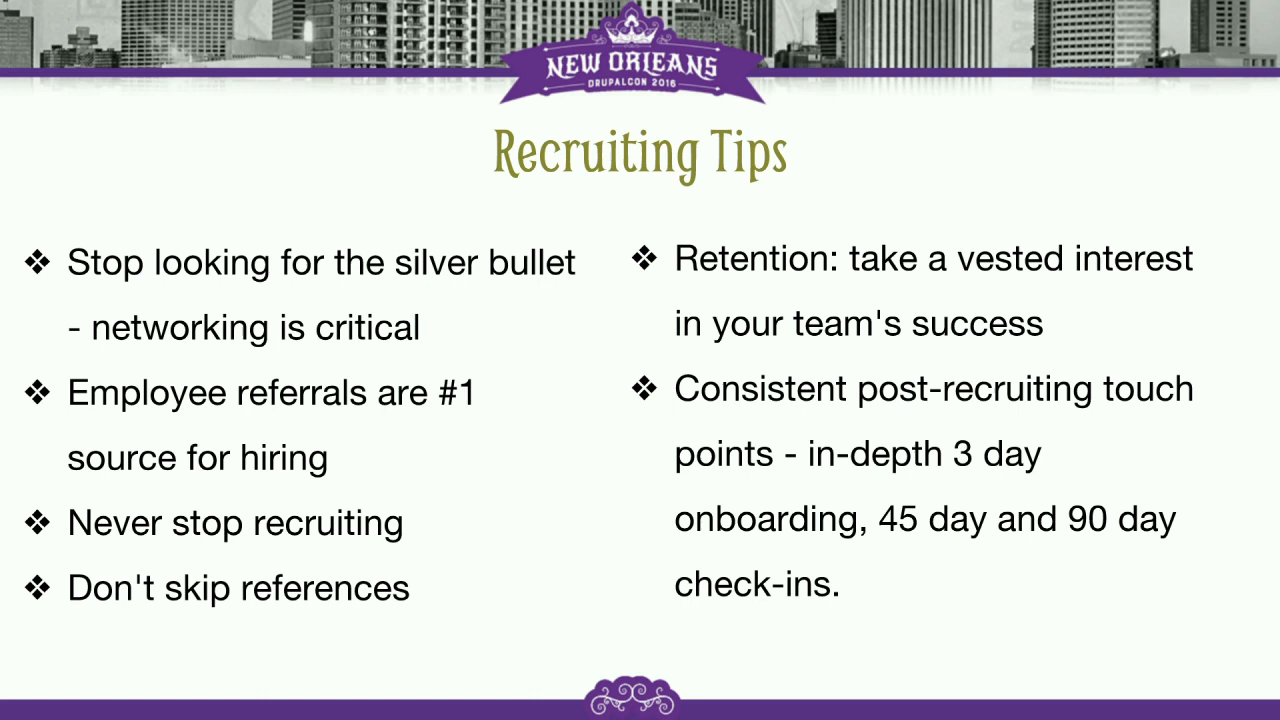 NEW ORLEANS
DRUPALCON 2016
Recruiting Tips
❖ Stop looking for the silver bullet
- networking is critical
❖ Employee referrals are #1
source for hiring
❖ Never stop recruiting
❖ Don't skip references
❖ Retention: take a vested interest
in your team's success
❖ Consistent post-recruiting touch
points - in-depth 3 day
onboarding, 45 day and 90 day
check-ins.